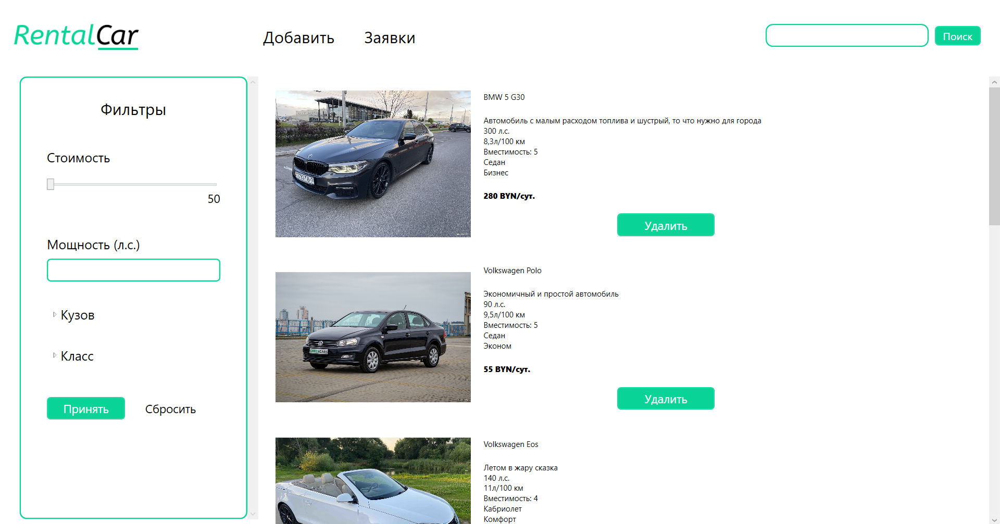 RentalCar
Добавить
Заявки
Поиск
Фильтры
Стоимость
50
Мощность (л.с.)
Кузов
Класс
Принять
Сбросить
BMW 5 G30
Автомобиль с малым расходом топлива и шустрый, то что нужно для города
300 л.с.
8,3л/100 км
Вместимость: 5
Седан
Бизнес
280 BYN/сут.
Удалить
GREENCARS
Volkswagen Polo
Экономичный и простой автомобиль
90 л.с.
9,5л/100 км
Вместимость: 5
Седан
Эконом
55 BYN/сут.
Удалить
Volkswagen Eos
Летом в жару сказка
140 л.с.
11л/100 км
Вместимость: 4
Кабриолет
Комфорт